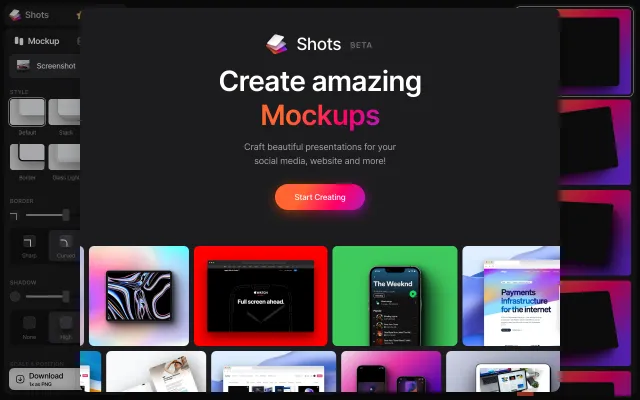 Shots
Mockup
Screenshot
STYLE
Default
Stack
Border
Glass Light
BORDER
Sharp
Curved
SHADOW
None
High
Download
1x as PNG
Shots BETA
Create amazing
Mockups
Craft beautiful presentations for your
social media, website and more!
Start Creating
WATCH
Full screen ahead.
The Weeknd
Payments
infrastructure
for the internet